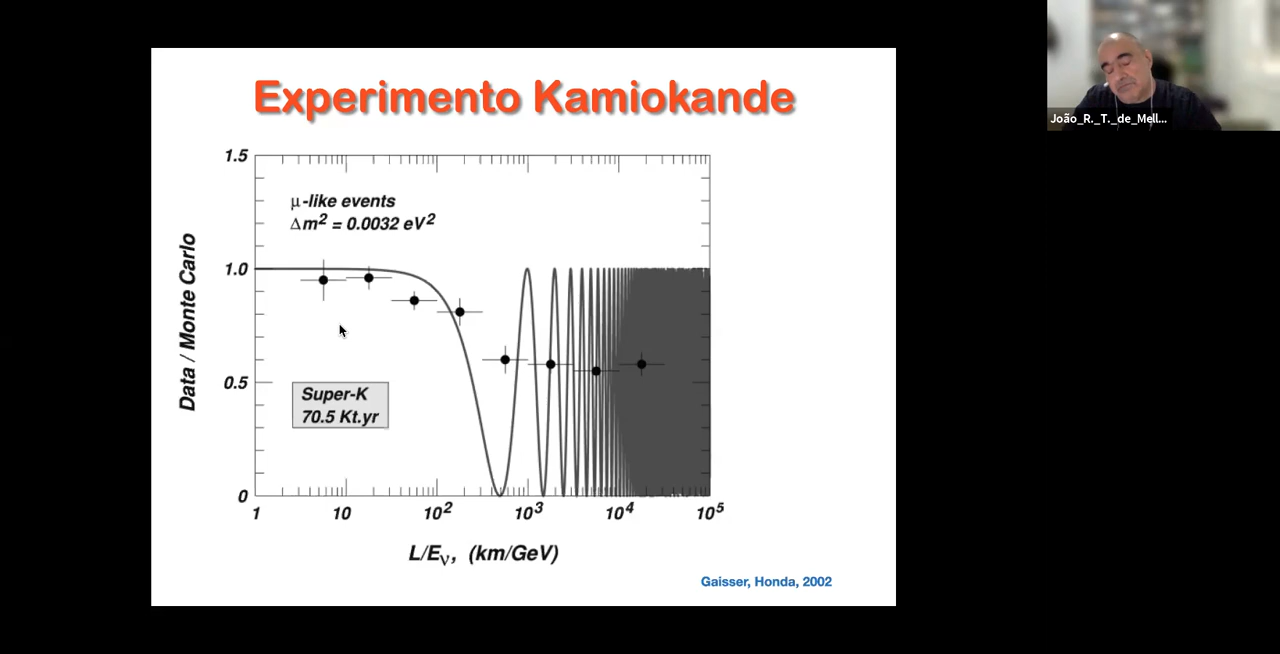 Experimento Kamiokande
João_R._T._de_Mell...
1.5
μ-like events
Δm² = 0.0032 eV²
1.0
Data / Monte Carlo
0.5
Super-K
70.5 Kt.yr
0
1 10 10² 10³ 10⁴ 10⁵
L/Eν, (km/GeV)
Gaisser, Honda, 2002